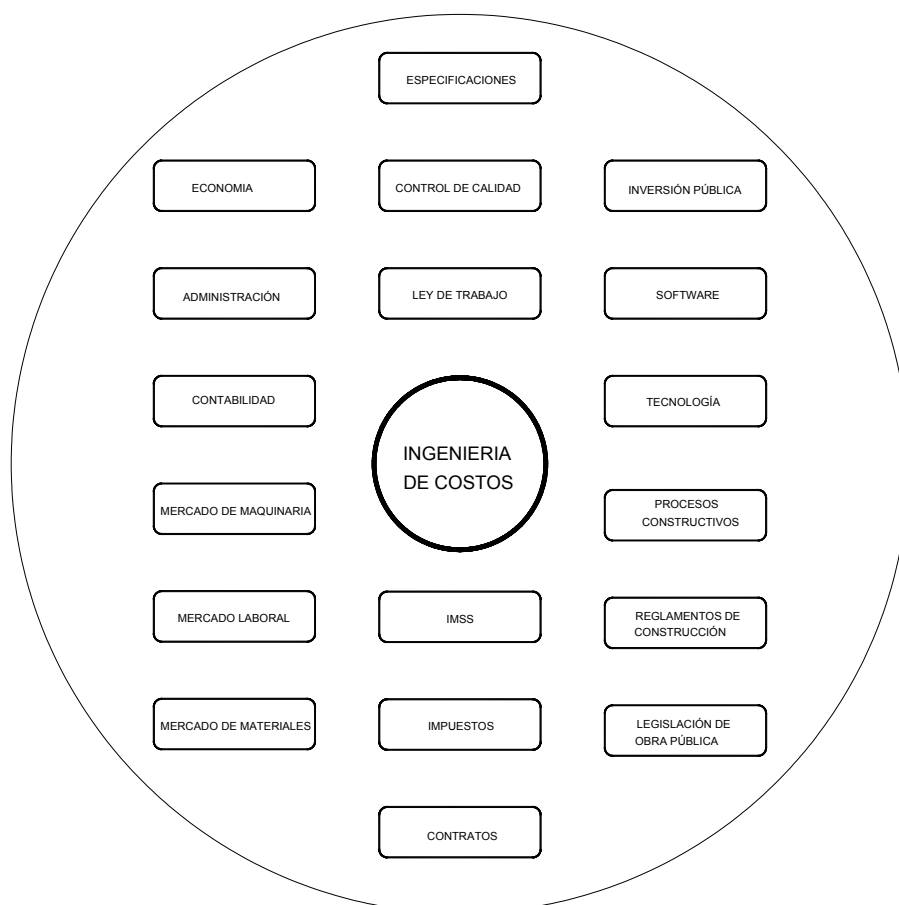 ESPECIFICACIONES
ECONOMIA
CONTROL DE CALIDAD
INVERSIÓN PÚBLICA
ADMINISTRACIÓN
LEY DE TRABAJO
SOFTWARE
CONTABILIDAD
TECNOLOGÍA
INGENIERIA
DE COSTOS
MERCADO DE MAQUINARIA
PROCESOS
CONSTRUCTIVOS
MERCADO LABORAL
IMSS
REGLAMENTOS DE
CONSTRUCCIÓN
MERCADO DE MATERIALES
IMPUESTOS
LEGISLACIÓN DE
OBRA PÚBLICA
CONTRATOS